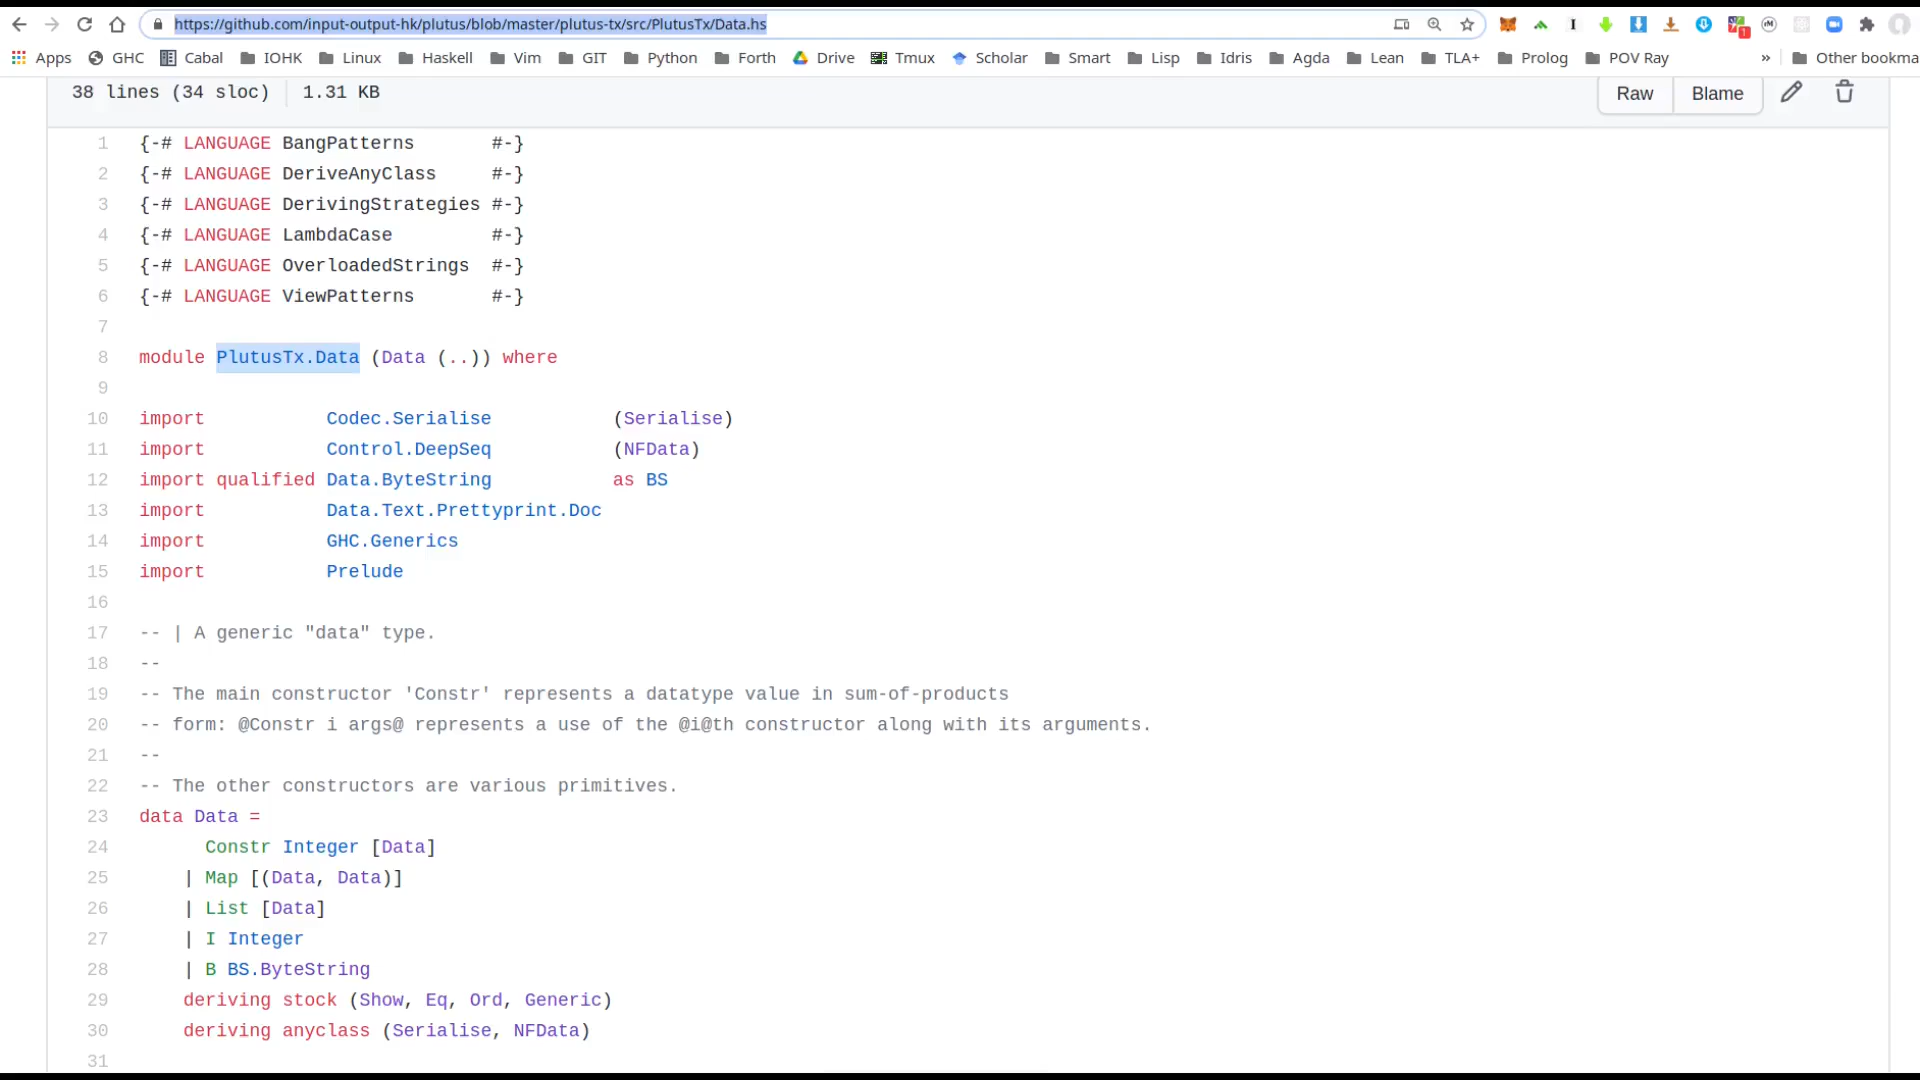 https://github.com/input-output-hk/plutus/blob/master/plutus-tx/src/PlutusTx/Data.hs
Apps GHC Cabal IOHK Linux Haskell Vim GIT Python Forth Drive Tmux Scholar Smart Lisp Idris Agda Lean TLA+ Prolog POV Ray » Other bookma
38 lines (34 sloc) 1.31 KB Raw Blame
1 {-# LANGUAGE BangPatterns #-}
2 {-# LANGUAGE DeriveAnyClass #-}
3 {-# LANGUAGE DerivingStrategies #-}
4 {-# LANGUAGE LambdaCase #-}
5 {-# LANGUAGE OverloadedStrings #-}
6 {-# LANGUAGE ViewPatterns #-}
7
8 module PlutusTx.Data (Data (..)) where
9
10 import Codec.Serialise (Serialise)
11 import Control.DeepSeq (NFData)
12 import qualified Data.ByteString as BS
13 import Data.Text.Prettyprint.Doc
14 import GHC.Generics
15 import Prelude
16
17 -- | A generic "data" type.
18 --
19 -- The main constructor 'Constr' represents a datatype value in sum-of-products
20 -- form: @Constr i args@ represents a use of the @i@th constructor along with its arguments.
21 --
22 -- The other constructors are various primitives.
23 data Data =
24 Constr Integer [Data]
25 | Map [(Data, Data)]
26 | List [Data]
27 | I Integer
28 | B BS.ByteString
29 deriving stock (Show, Eq, Ord, Generic)
30 deriving anyclass (Serialise, NFData)
31